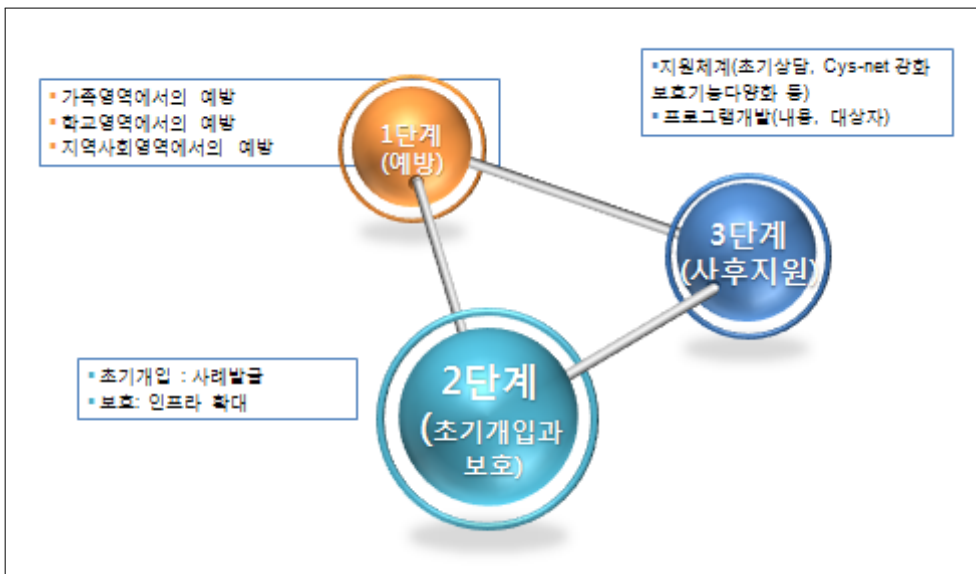 ▪ 가족영역에서의 예방
▪ 학교영역에서의 예방
▪ 지역사회영역에서의 예방
1단계
(예방)
▪지원체계(초기상담, Cys-net 강화
보호기능다양화 등)
▪ 프로그램개발(내용, 대상자)
3단계
(사후지원)
▪ 초기개입 : 사례발굴
▪ 보호: 인프라 확대
2단계
(초기개입과
보호)